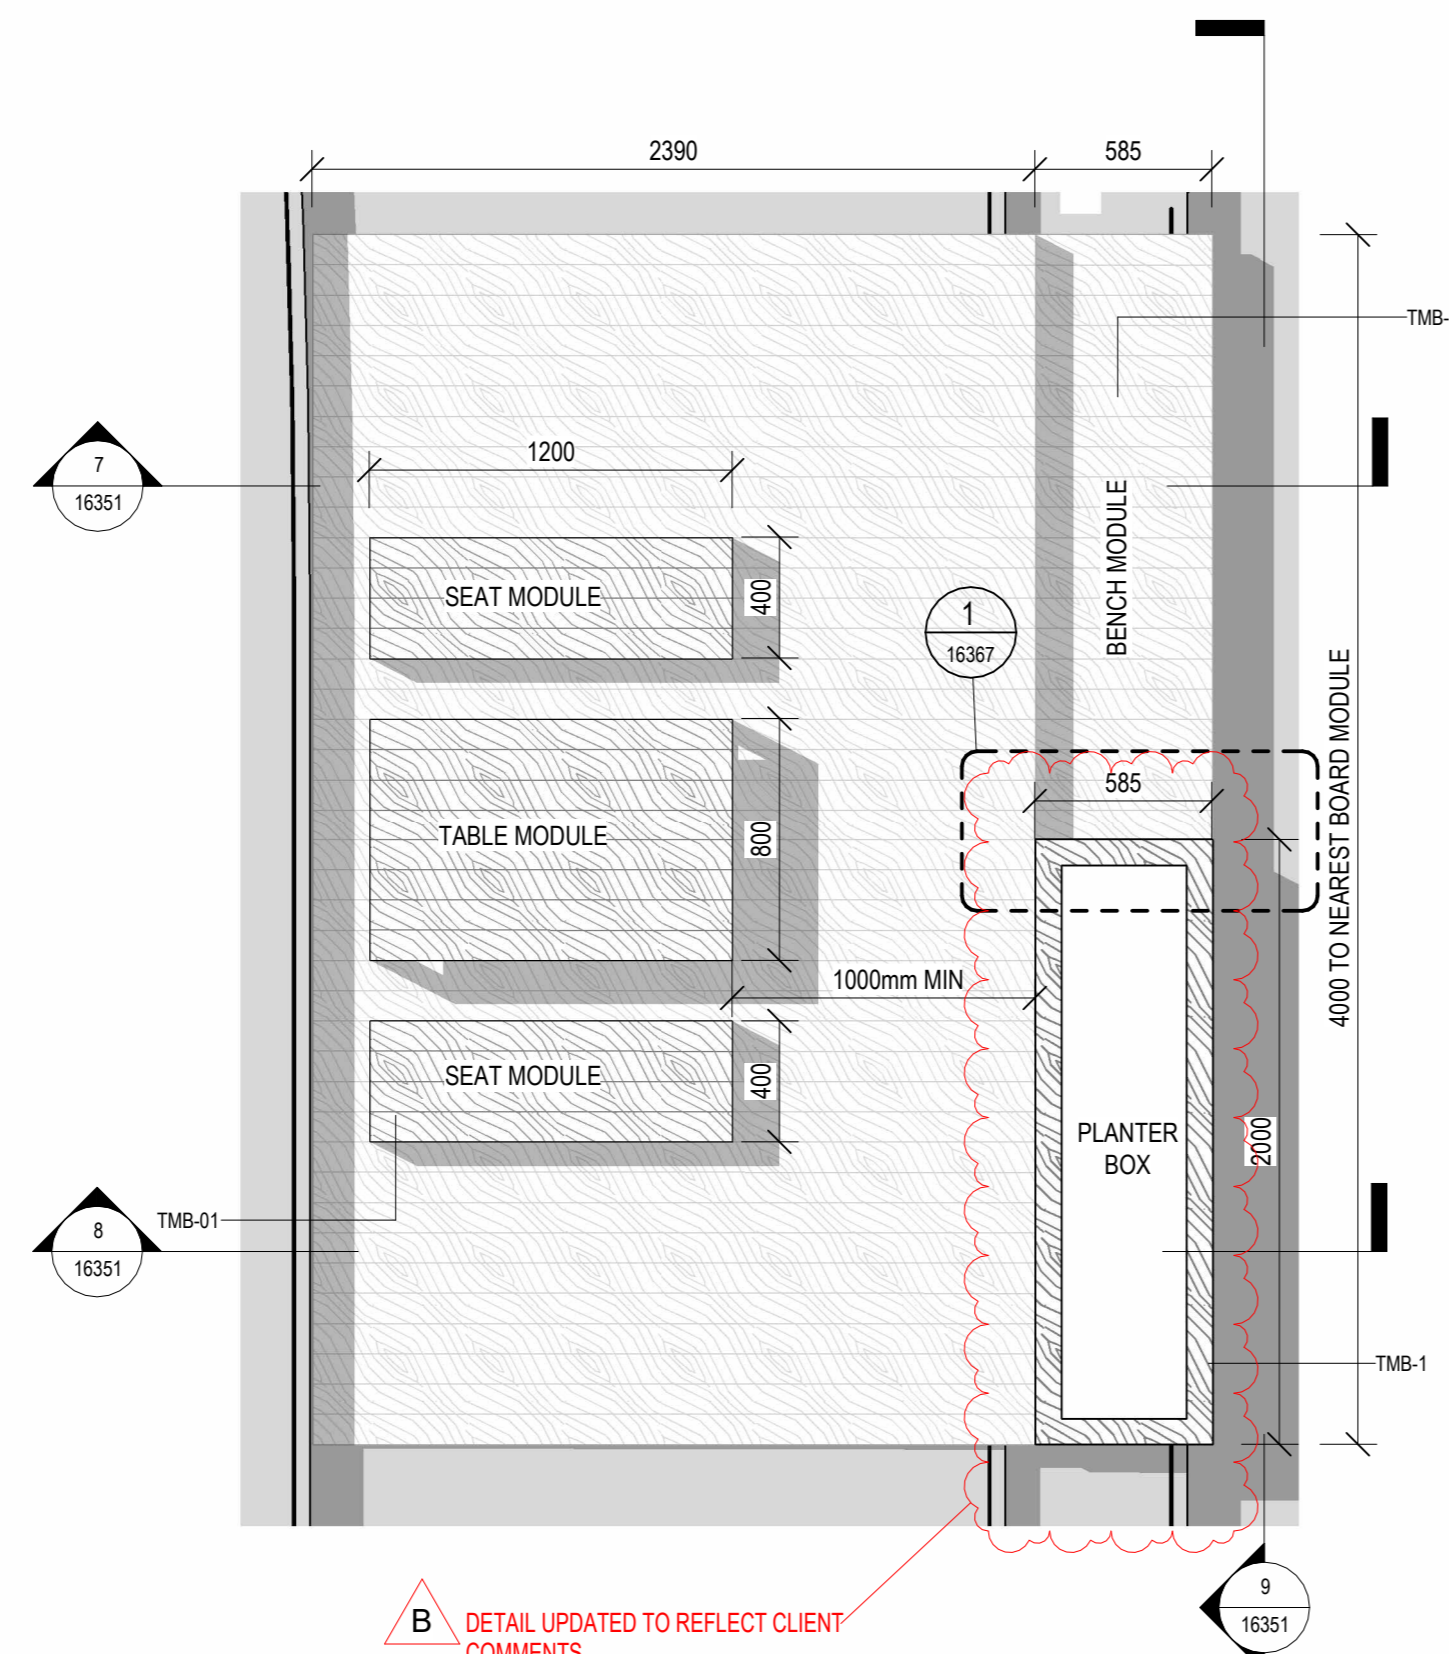 2390
585
TMB-
7
16351
1200
SEAT MODULE
400
BENCH MODULE
1
16367
4000 TO NEAREST BOARD MODULE
585
TABLE MODULE
800
1000mm MIN
SEAT MODULE
400
PLANTER
BOX
2000
TMB-01
8
16351
TMB-1
9
16351
B
DETAIL UPDATED TO REFLECT CLIENT
COMMENTS